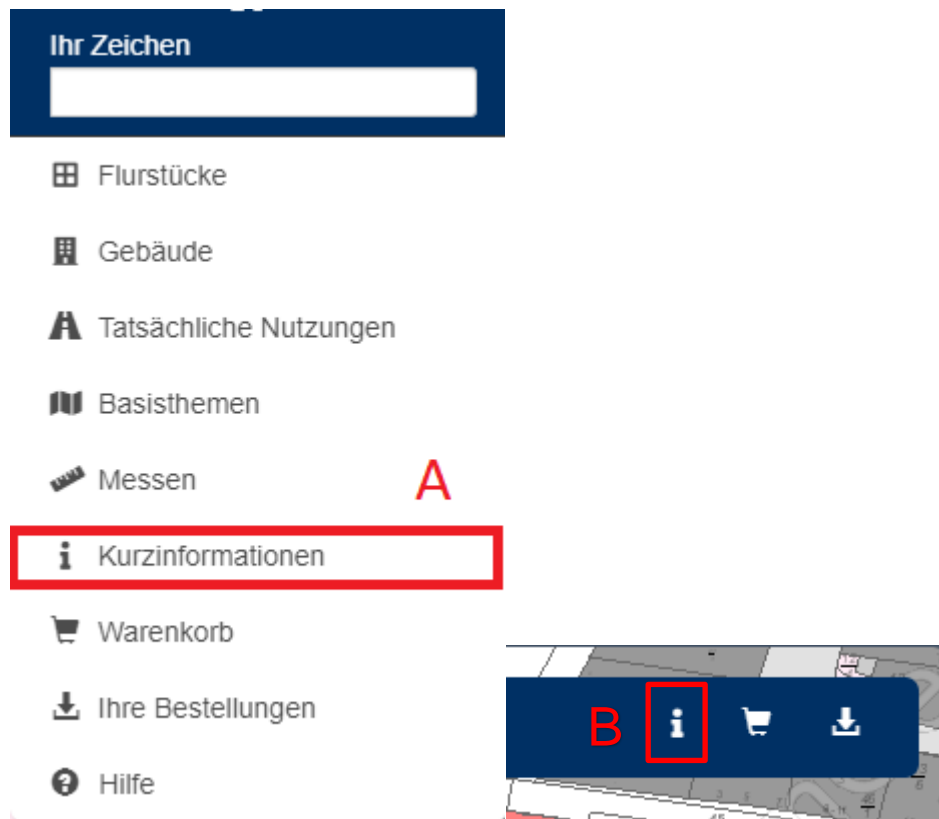 Ihr Zeichen
Flurstücke
Gebäude
Tatsächliche Nutzungen
Basisthemen
Messen
A
Kurzinformationen
Warenkorb
Ihre Bestellungen
Hilfe
B
i